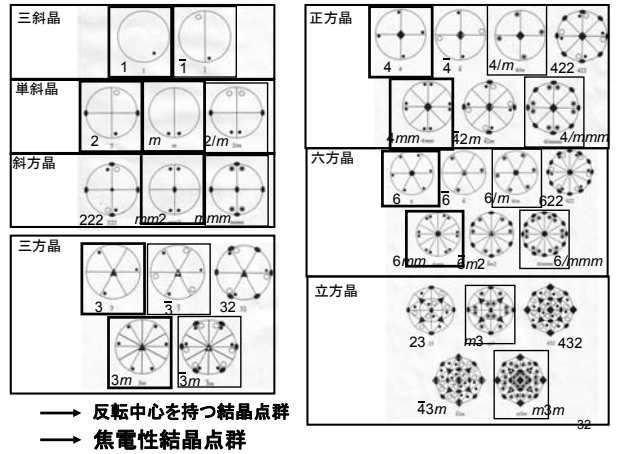 三斜晶
1 1̅
単斜晶
2 m 2/m
斜方晶
222 mm2 mmm
三方晶
3 3̅ 32
3m 3̅m
反転中心を持つ結晶点群
焦電性結晶点群
正方晶
4 4̅ 4/m 422
4mm 4̅2m 4/mmm
六方晶
6 6̅ 6/m 622
6mm 6̅m2 6/mmm
立方晶
23 m3 432
4̅3m m3m
32